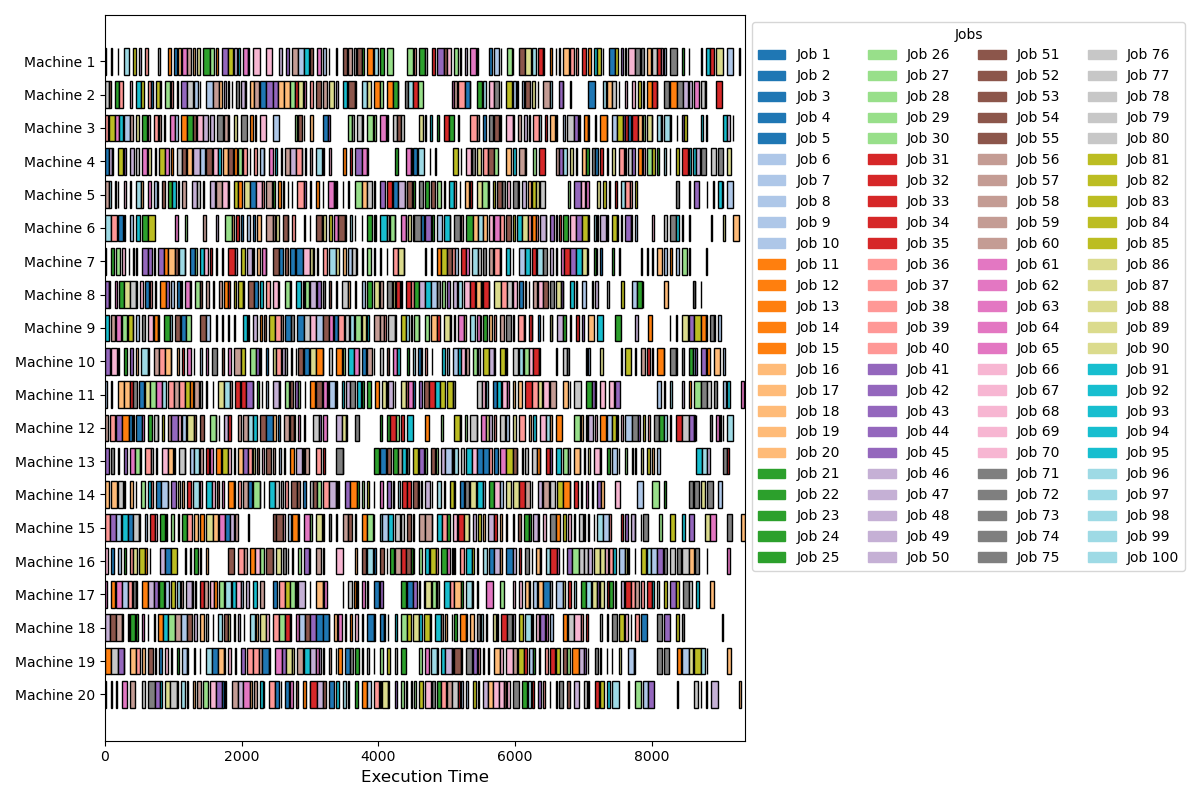 Machine 1
Machine 2
Machine 3
Machine 4
Machine 5
Machine 6
Machine 7
Machine 8
Machine 9
Machine 10
Machine 11
Machine 12
Machine 13
Machine 14
Machine 15
Machine 16
Machine 17
Machine 18
Machine 19
Machine 20
0 2000 4000 6000 8000
Execution Time
Jobs
Job 1 Job 26 Job 51 Job 76
Job 2 Job 27 Job 52 Job 77
Job 3 Job 28 Job 53 Job 78
Job 4 Job 29 Job 54 Job 79
Job 5 Job 30 Job 55 Job 80
Job 6 Job 31 Job 56 Job 81
Job 7 Job 32 Job 57 Job 82
Job 8 Job 33 Job 58 Job 83
Job 9 Job 34 Job 59 Job 84
Job 10 Job 35 Job 60 Job 85
Job 11 Job 36 Job 61 Job 86
Job 12 Job 37 Job 62 Job 87
Job 13 Job 38 Job 63 Job 88
Job 14 Job 39 Job 64 Job 89
Job 15 Job 40 Job 65 Job 90
Job 16 Job 41 Job 66 Job 91
Job 17 Job 42 Job 67 Job 92
Job 18 Job 43 Job 68 Job 93
Job 19 Job 44 Job 69 Job 94
Job 20 Job 45 Job 70 Job 95
Job 21 Job 46 Job 71 Job 96
Job 22 Job 47 Job 72 Job 97
Job 23 Job 48 Job 73 Job 98
Job 24 Job 49 Job 74 Job 99
Job 25 Job 50 Job 75 Job 100